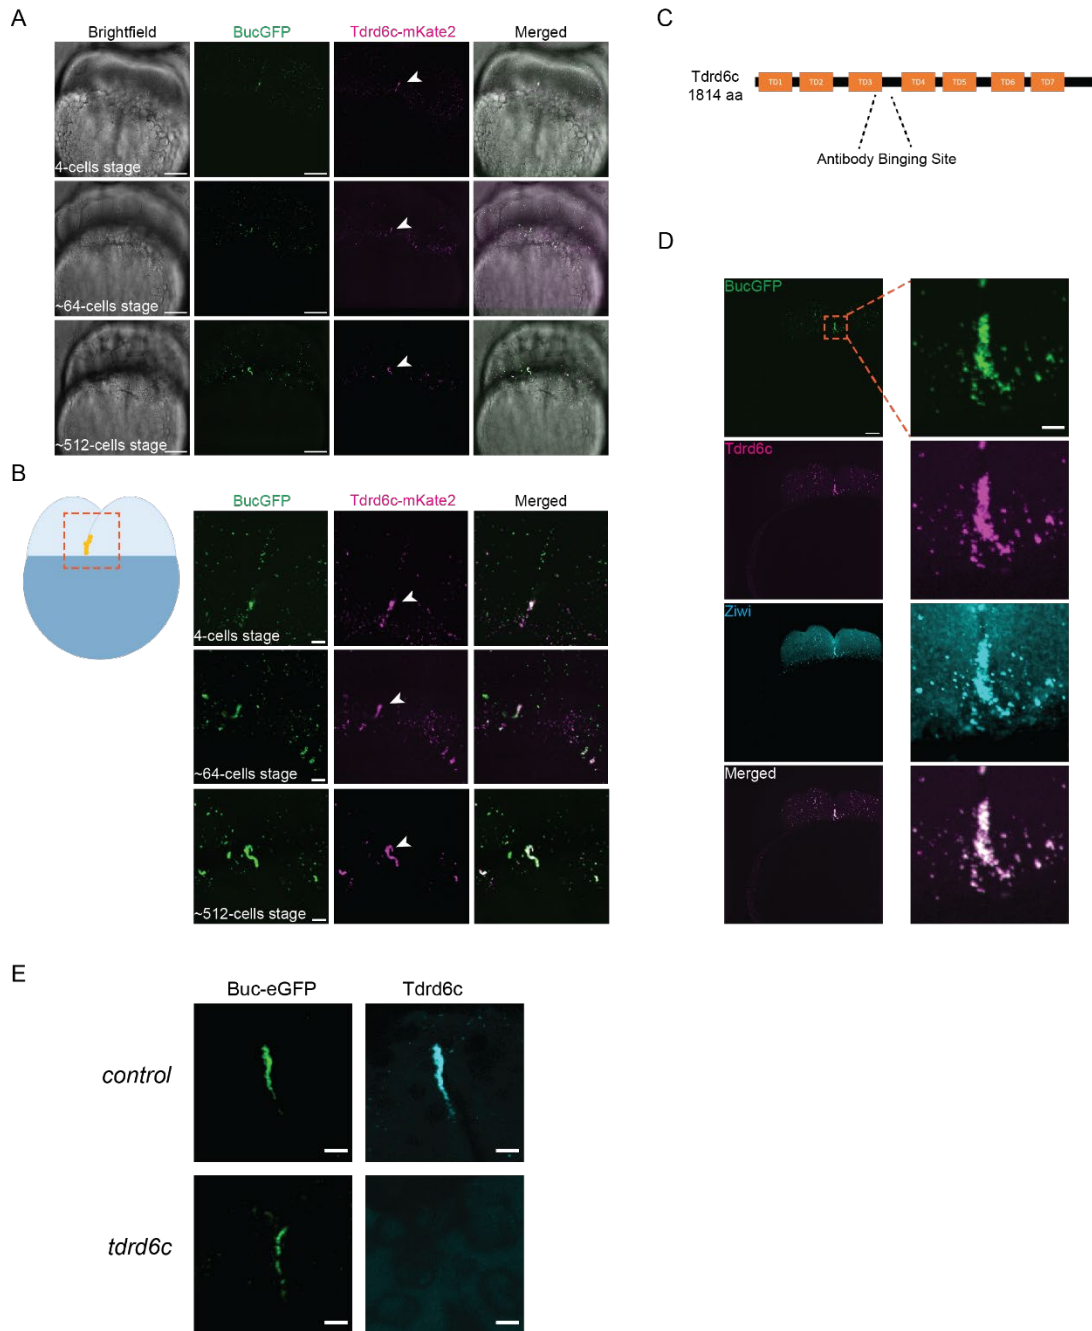 A
Brightfield
BucGFP
Tdrd6c-mKate2
Merged
4-cells stage
~64-cells stage
~512-cells stage
B
BucGFP
Tdrd6c-mKate2
Merged
4-cells stage
~64-cells stage
~512-cells stage
C
Tdrd6c
1814 aa
TD1 TD2 TD3 TD4 TD5 TD6 TD7
Antibody Binging Site
D
BucGFP
Tdrd6c
Ziwi
Merged
E
Buc-eGFP
Tdrd6c
control
tdrd6c